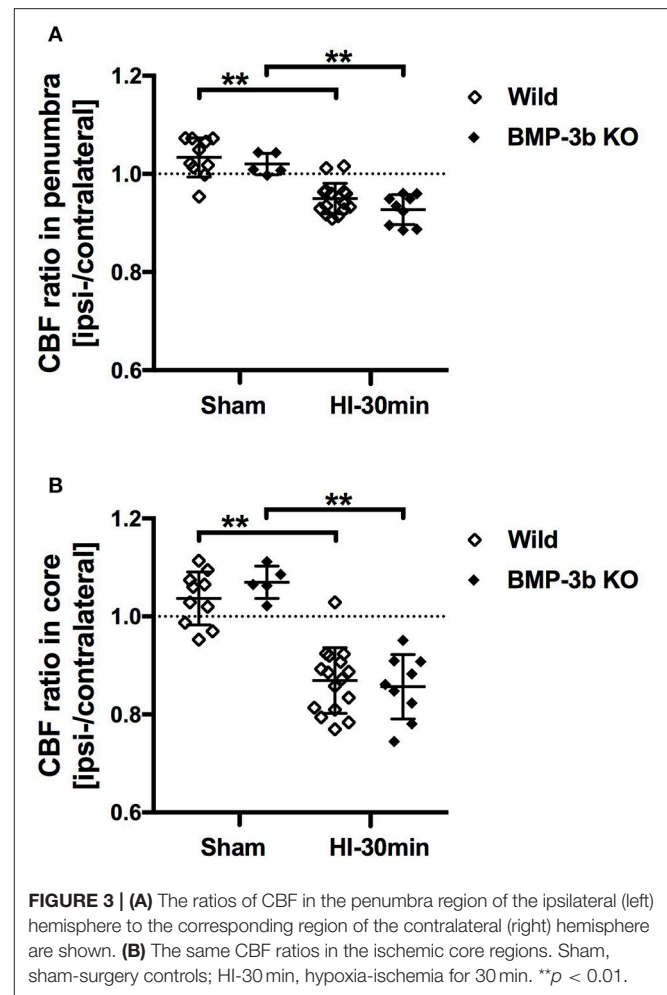 A
**
**
1.2
1.0
0.8
0.6
CBF ratio in penumbra
[ipsi-/contralateral]
Wild
BMP-3b KO
Sham
HI-30min
B
**
**
1.2
1.0
0.8
0.6
CBF ratio in core
[ipsi-/contralateral]
Wild
BMP-3b KO
Sham
HI-30min
FIGURE 3 | (A) The ratios of CBF in the penumbra region of the ipsilateral (left)
hemisphere to the corresponding region of the contralateral (right) hemisphere
are shown. (B) The same CBF ratios in the ischemic core regions. Sham,
sham-surgery controls; HI-30 min, hypoxia-ischemia for 30 min. **p < 0.01.